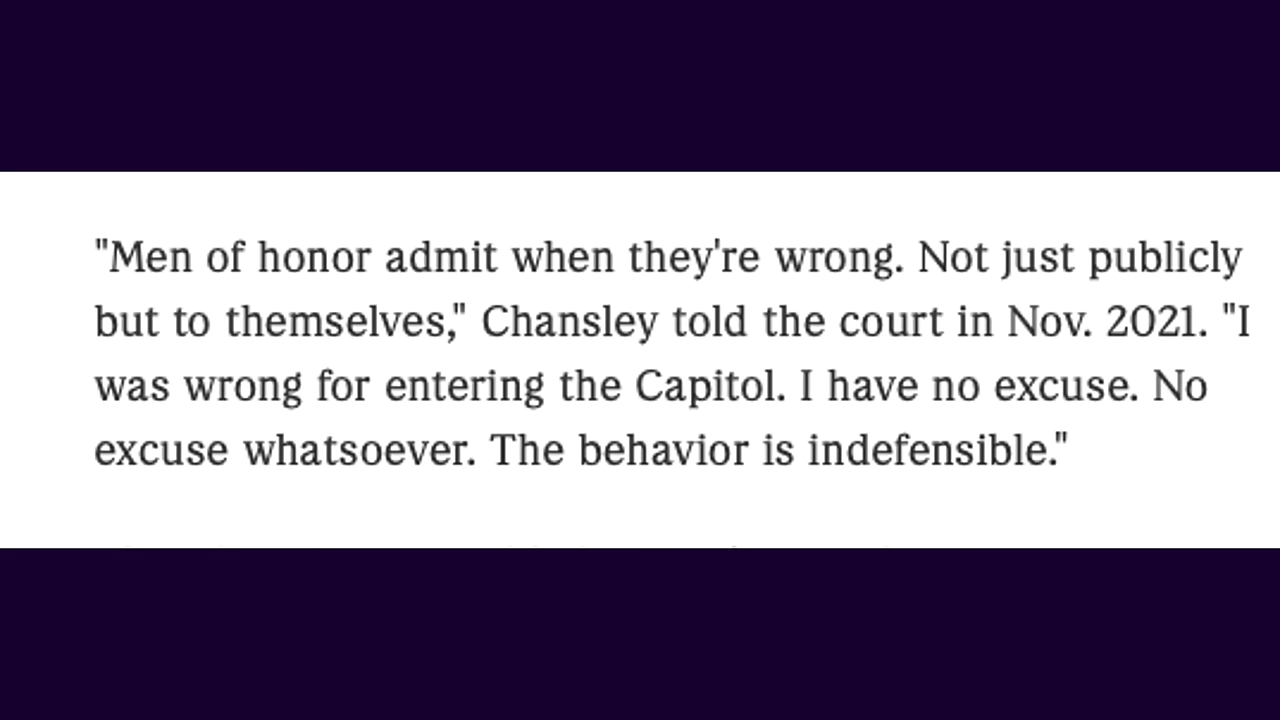 "Men of honor admit when they're wrong. Not just publicly
but to themselves," Chansley told the court in Nov. 2021. "I
was wrong for entering the Capitol. I have no excuse. No
excuse whatsoever. The behavior is indefensible."